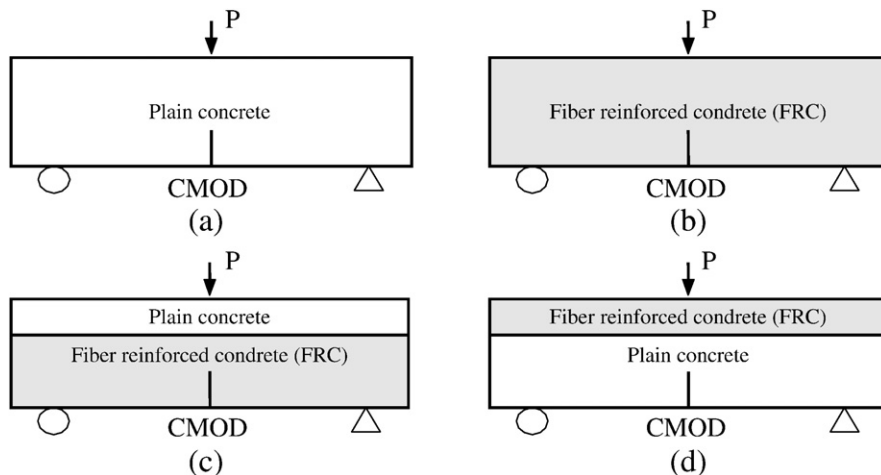 P
Plain concrete
CMOD
(a)
P
Fiber reinforced condrete (FRC)
CMOD
(b)
P
Plain concrete
Fiber reinforced condrete (FRC)
CMOD
(c)
P
Fiber reinforced condrete (FRC)
Plain concrete
CMOD
(d)